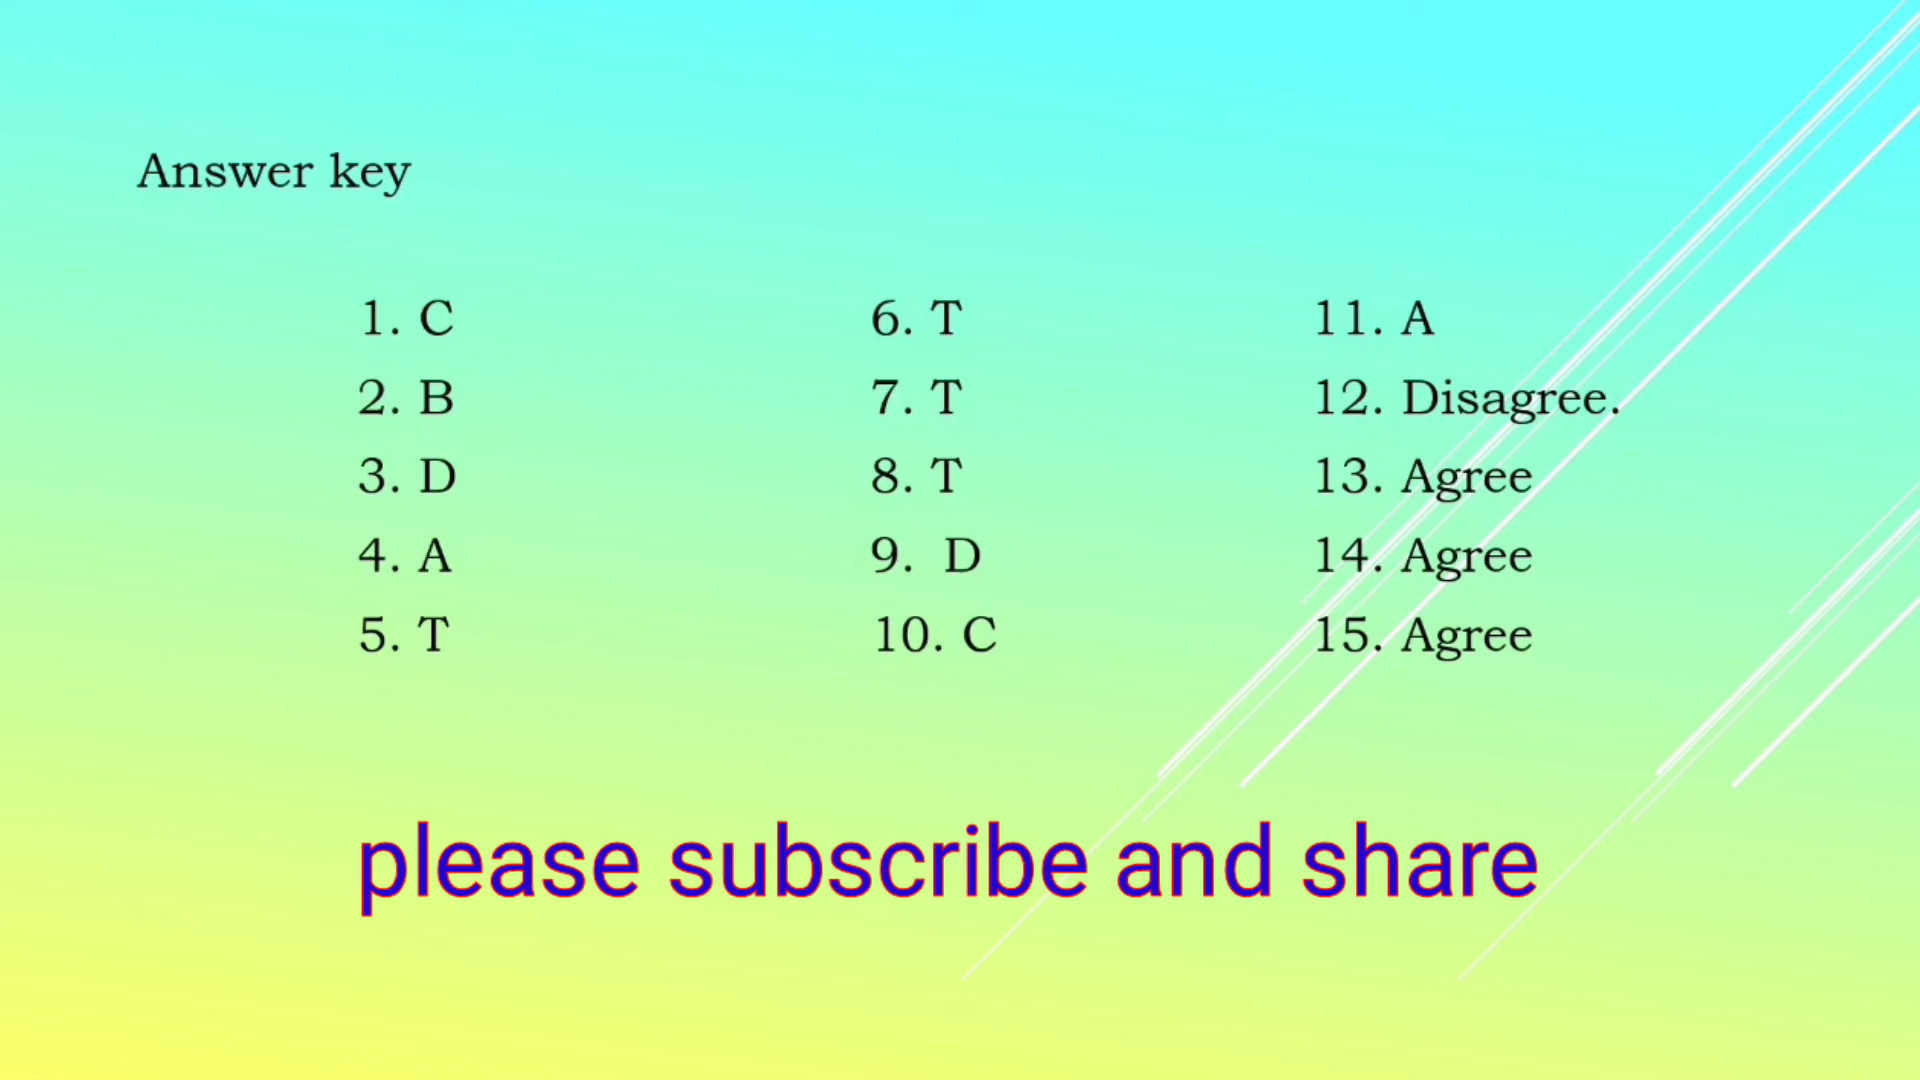 Answer key
1. C
2. B
3. D
4. A
5. T
6. T
7. T
8. T
9. D
10. C
11. A
12. Disagree.
13. Agree
14. Agree
15. Agree
please subscribe and share